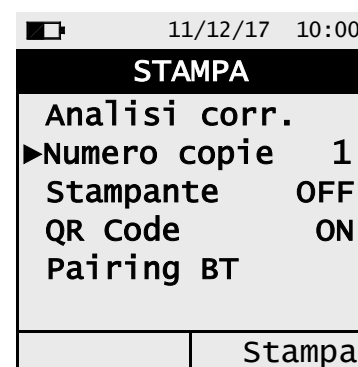 11/12/17 10:00
STAMPA
Analisi corr.
▶Numero copie 1
Stampante OFF
QR Code ON
Pairing BT
Stampa